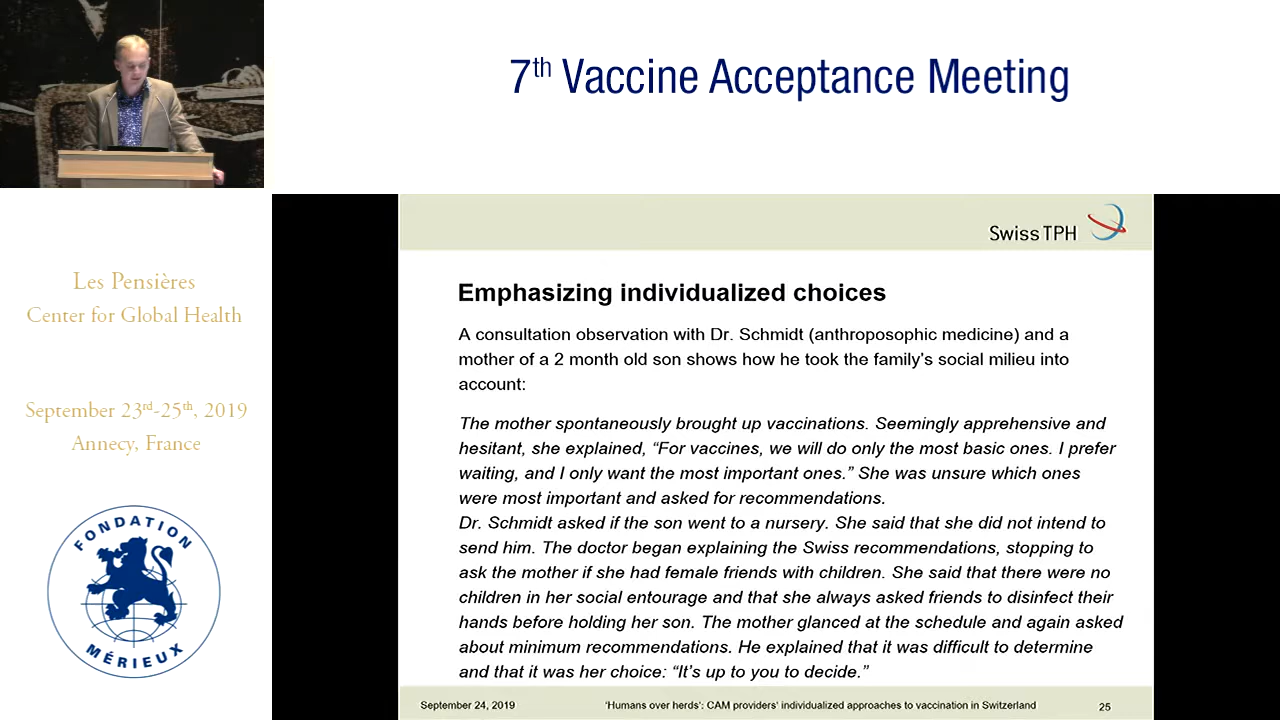 7th Vaccine Acceptance Meeting
Les Pensières
Center for Global Health
September 23rd-25th, 2019
Annecy, France
FONDATION
MÉRIEUX
Swiss TPH
Emphasizing individualized choices
A consultation observation with Dr. Schmidt (anthroposophic medicine) and a
mother of a 2 month old son shows how he took the family's social milieu into
account:
The mother spontaneously brought up vaccinations. Seemingly apprehensive and
hesitant, she explained, “For vaccines, we will do only the most basic ones. I prefer
waiting, and I only want the most important ones.” She was unsure which ones
were most important and asked for recommendations.
Dr. Schmidt asked if the son went to a nursery. She said that she did not intend to
send him. The doctor began explaining the Swiss recommendations, stopping to
ask the mother if she had female friends with children. She said that there were no
children in her social entourage and that she always asked friends to disinfect their
hands before holding her son. The mother glanced at the schedule and again asked
about minimum recommendations. He explained that it was difficult to determine
and that it was her choice: “It’s up to you to decide.”
September 24, 2019
‘Humans over herds’: CAM providers’ individualized approaches to vaccination in Switzerland
25